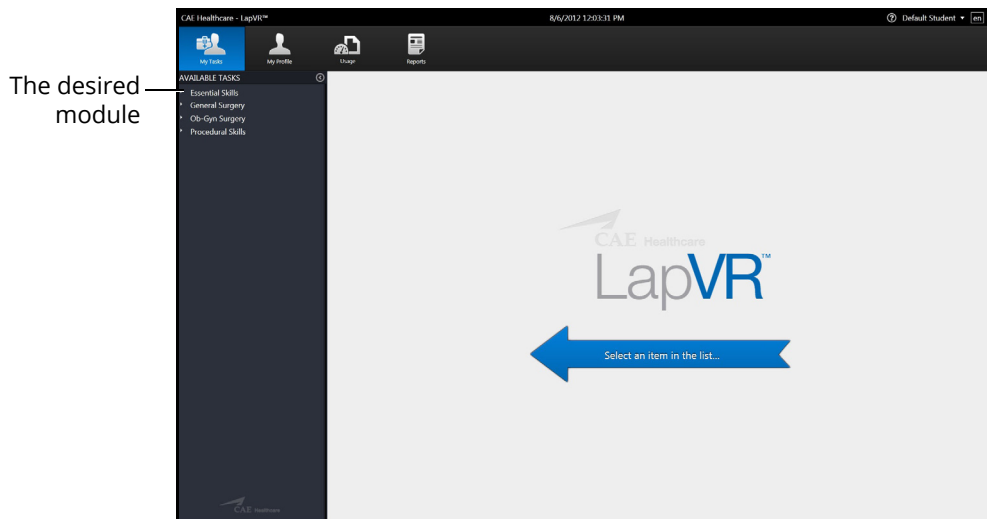 CAE Healthcare - LapVR™ 8/6/2012 12:03:31 PM ? Default Student en
My Tasks My Profile Usage Reports
AVAILABLE TASKS
The desired
module
Essential Skills
General Surgery
Ob-Gyn Surgery
Procedural Skills
CAE Healthcare
LapVR™
Select an item in the list...
CAE Healthcare